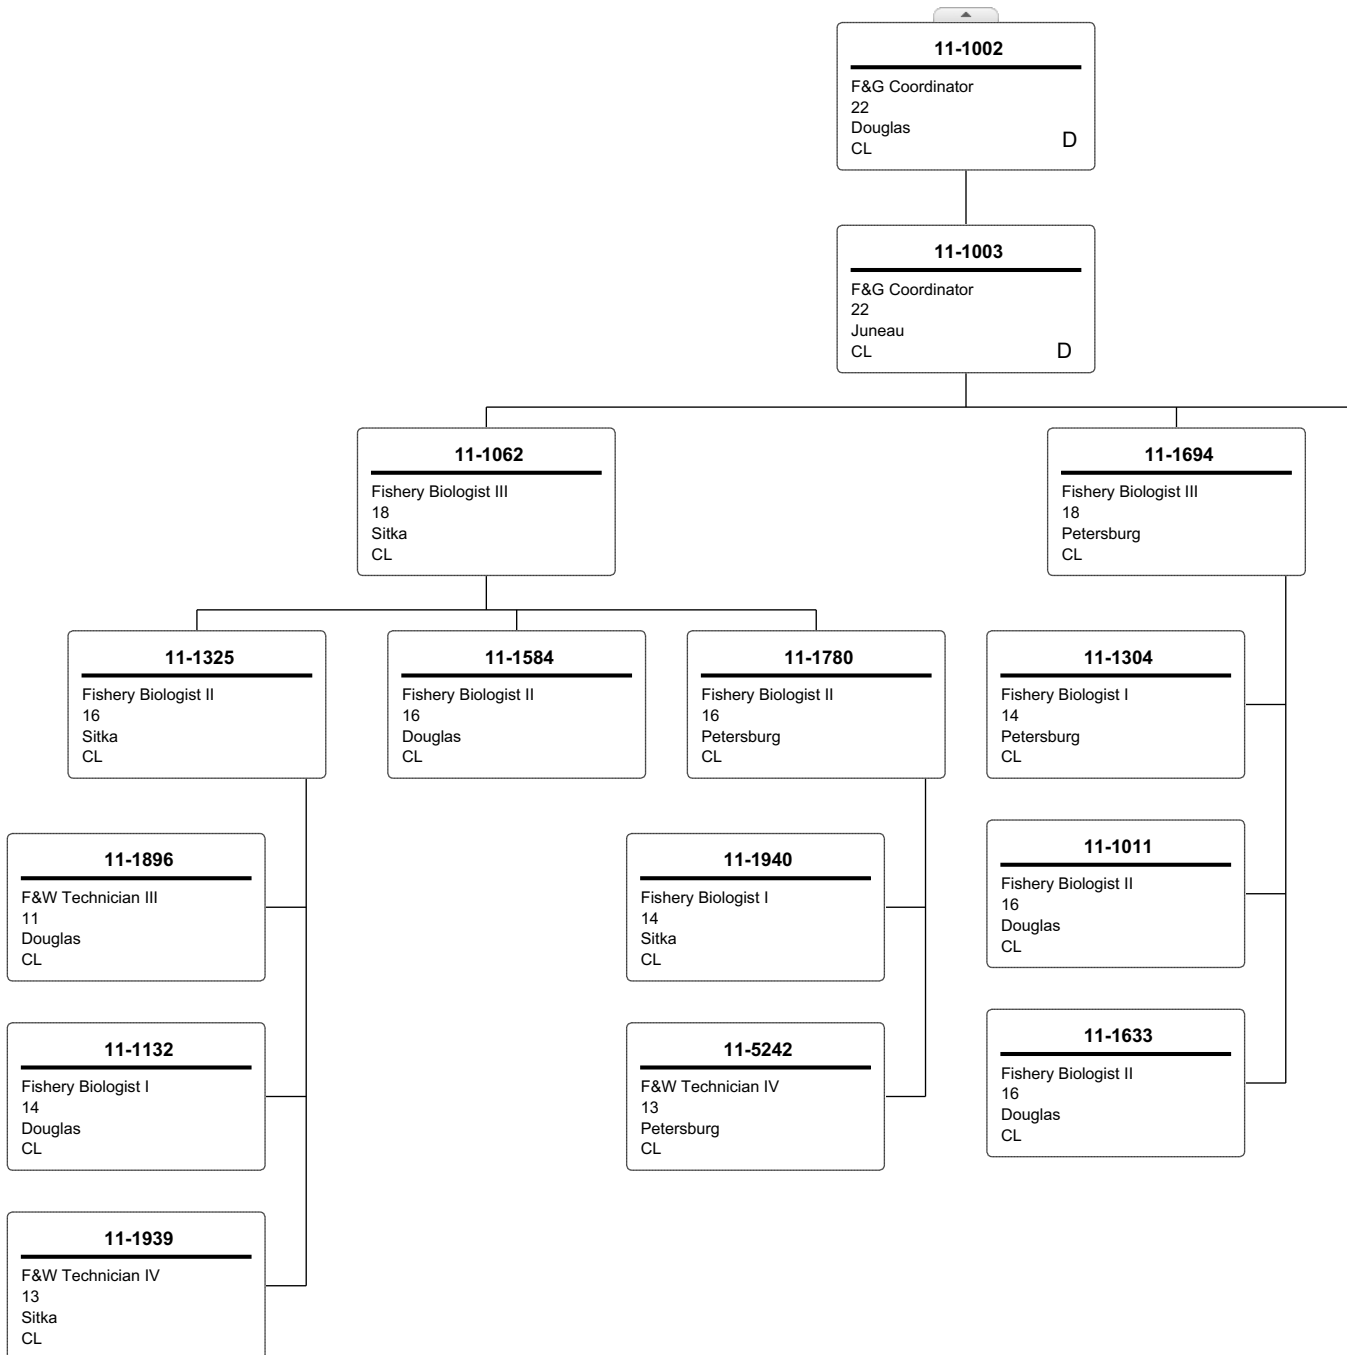 11-1002
F&G Coordinator
22
Douglas
CL
D
11-1003
F&G Coordinator
22
Juneau
CL
D
11-1062
Fishery Biologist III
18
Sitka
CL
11-1694
Fishery Biologist III
18
Petersburg
CL
11-1325
Fishery Biologist II
16
Sitka
CL
11-1584
Fishery Biologist II
16
Douglas
CL
11-1780
Fishery Biologist II
16
Petersburg
CL
11-1304
Fishery Biologist I
14
Petersburg
CL
11-1896
F&W Technician III
11
Douglas
CL
11-1940
Fishery Biologist I
14
Sitka
CL
11-1011
Fishery Biologist II
16
Douglas
CL
11-1132
Fishery Biologist I
14
Douglas
CL
11-5242
F&W Technician IV
13
Petersburg
CL
11-1633
Fishery Biologist II
16
Douglas
CL
11-1939
F&W Technician IV
13
Sitka
CL